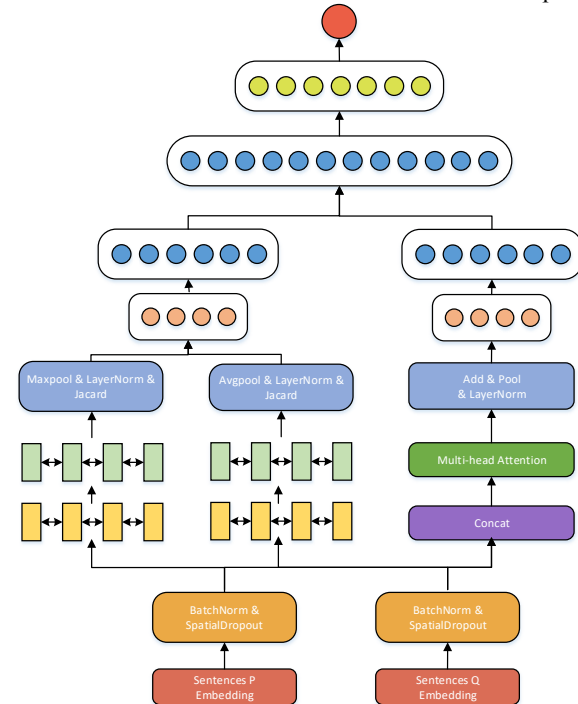 Maxpool & LayerNorm &
Jacard
Avgpool & LayerNorm &
Jacard
Add & Pool
& LayerNorm
Multi-head Attention
Concat
BatchNorm &
SpatialDropout
BatchNorm &
SpatialDropout
Sentences P
Embedding
Sentences Q
Embedding